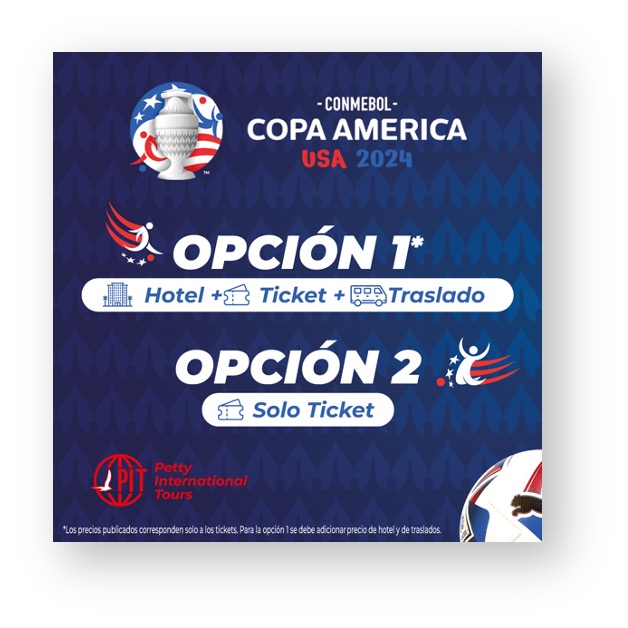 - CONMEBOL -
COPA AMERICA
USA 2024
™
OPCIÓN 1*
Hotel + Ticket + Traslado
OPCIÓN 2
Solo Ticket
PIT
Petty
International
Tours
*Los precios publicados corresponden solo a los tickets. Para la opción 1 se debe adicionar precio de hotel y de traslados.